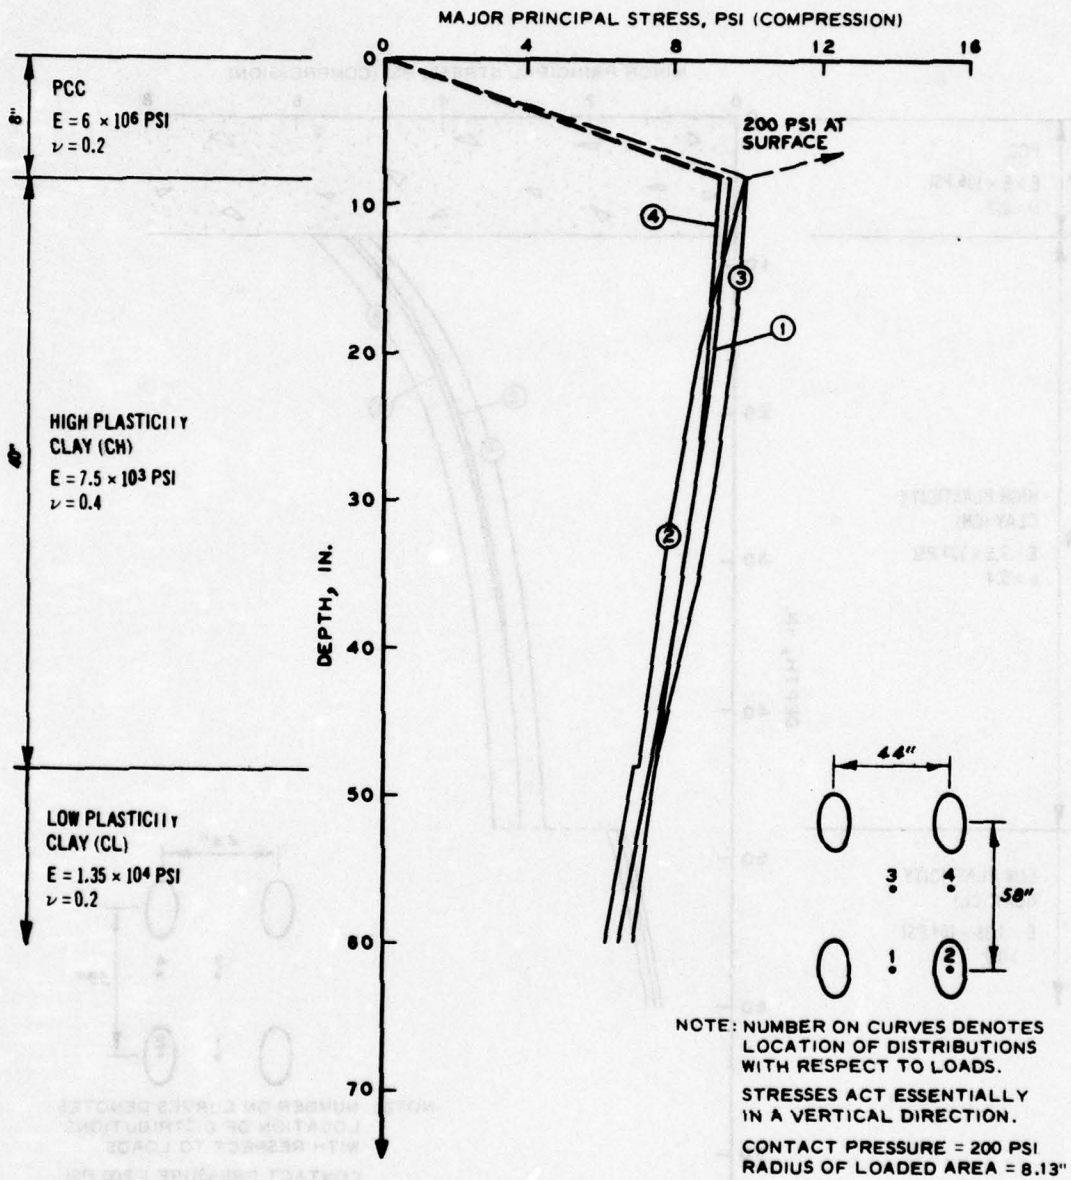 MAJOR PRINCIPAL STRESS, PSI (COMPRESSION)
0 4 8 12 16
0
10
20
30
40
50
60
70
DEPTH, IN.
8"
PCC
E = 6 × 10⁶ PSI
ν = 0.2
40"
HIGH PLASTICITY
CLAY (CH)
E = 7.5 × 10³ PSI
ν = 0.4
LOW PLASTICITY
CLAY (CL)
E = 1.35 × 10⁴ PSI
ν = 0.2
200 PSI AT
SURFACE
4
3
1
2
44"
58"
3 4
1 2
NOTE: NUMBER ON CURVES DENOTES
LOCATION OF DISTRIBUTIONS
WITH RESPECT TO LOADS.
STRESSES ACT ESSENTIALLY
IN A VERTICAL DIRECTION.
CONTACT PRESSURE = 200 PSI
RADIUS OF LOADED AREA = 8.13"